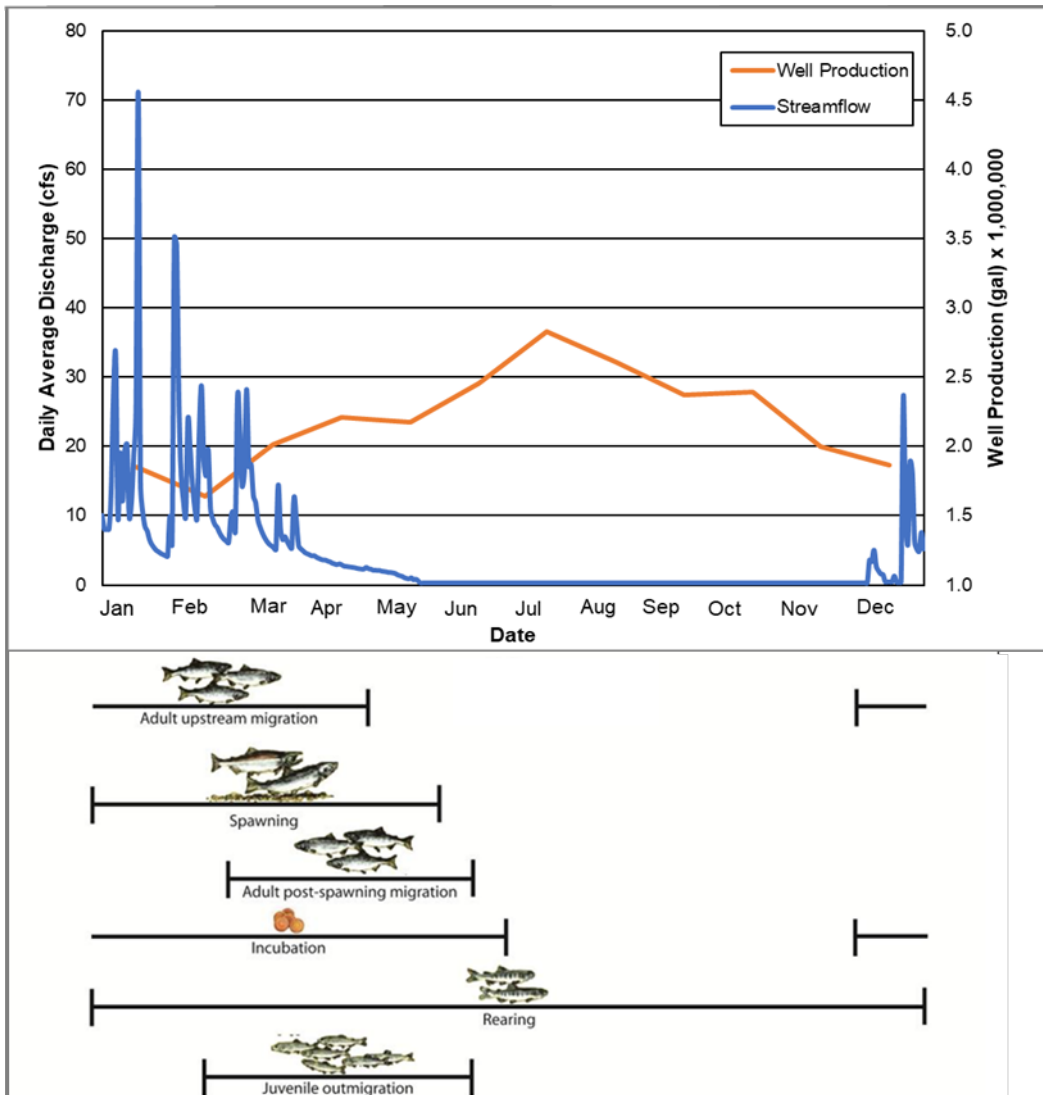 80
70
60
50
40
30
20
10
0
Daily Average Discharge (cfs)
Well Production
Streamflow
5.0
4.5
4.0
3.5
3.0
2.5
2.0
1.5
1.0
Well Production (gal) x 1,000,000
Jan Feb Mar Apr May Jun Jul Aug Sep Oct Nov Dec
Date
Adult upstream migration
Spawning
Adult post-spawning migration
Incubation
Rearing
Juvenile outmigration